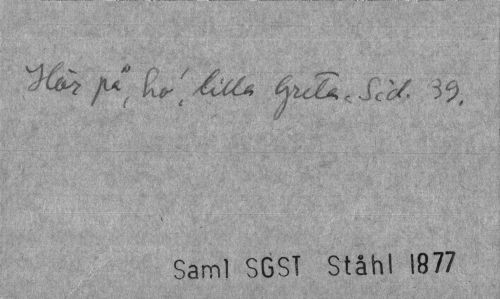 Hör på, hö', lilla Greta. Sid. 39.
Saml SGST Ståhl 1877